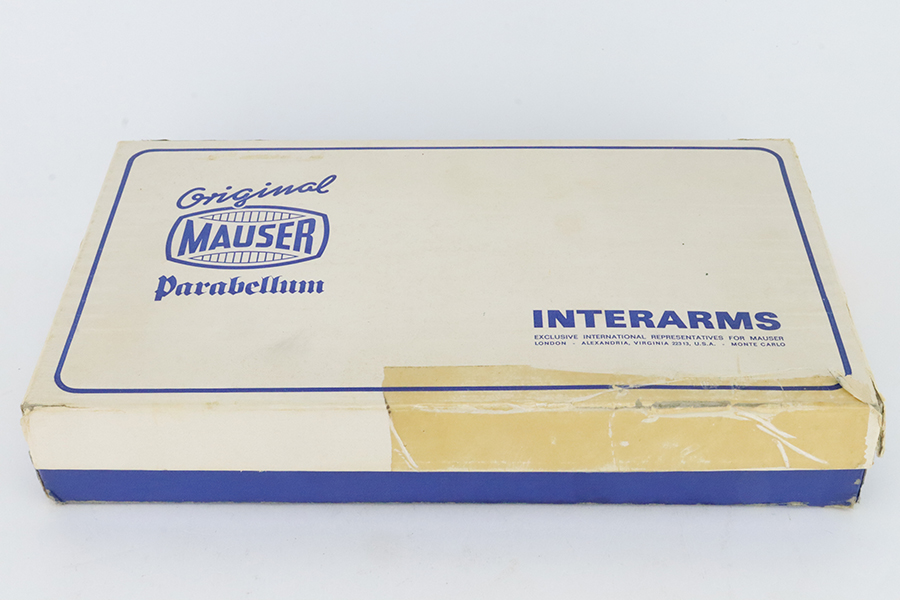 Original
MAUSER
Parabellum
INTERARMS
EXCLUSIVE INTERNATIONAL REPRESENTATIVES FOR MAUSER
LONDON - ALEXANDRIA, VIRGINIA 22313, U.S.A. - MONTE CARLO